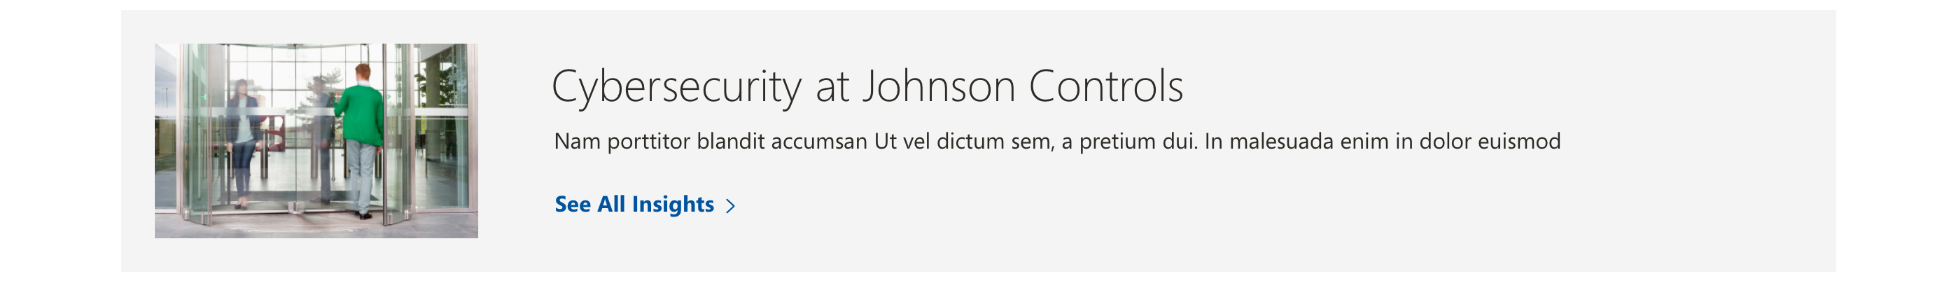 Cybersecurity at Johnson Controls
Nam porttitor blandit accumsan Ut vel dictum sem, a pretium dui. In malesuada enim in dolor euismod
See All Insights